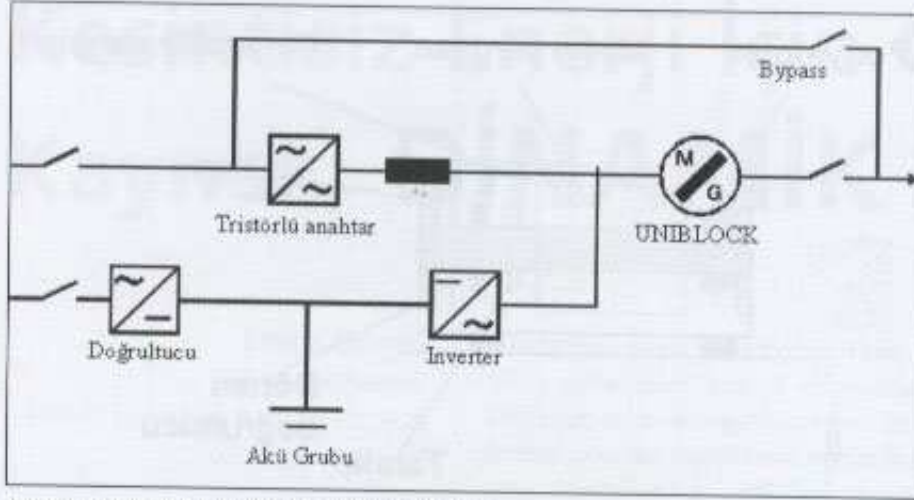 Bypass
M
G
Tristörlü anahtar
UNIBLOCK
Doğrultucu
Inverter
Akü Grubu